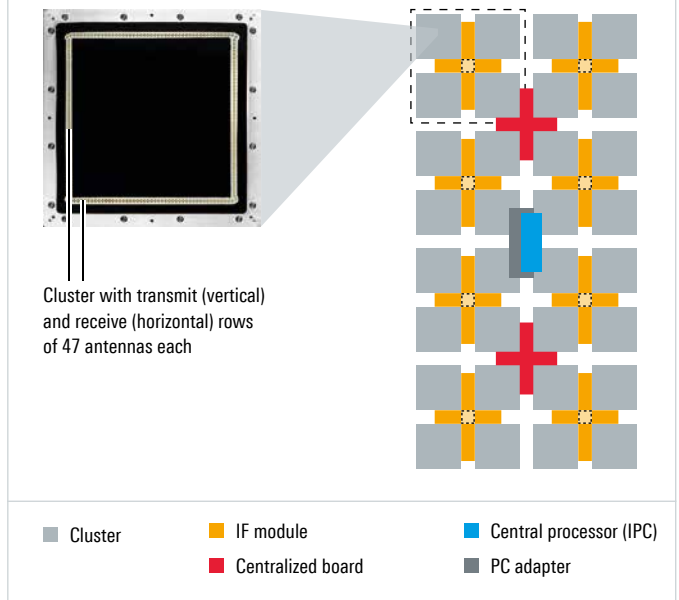 Cluster with transmit (vertical)
and receive (horizontal) rows
of 47 antennas each
Cluster
IF module
Centralized board
Central processor (IPC)
PC adapter